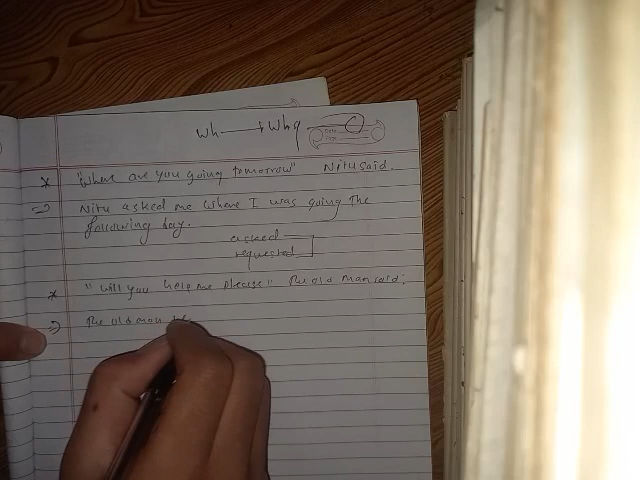 Wh → Whq
* "Where are you going tomorrow" Nitu said.
⇒ Nitu asked me where I was going the
following day.
asked
requested
* "Will you help me please" The old man said;
⇒ The old man